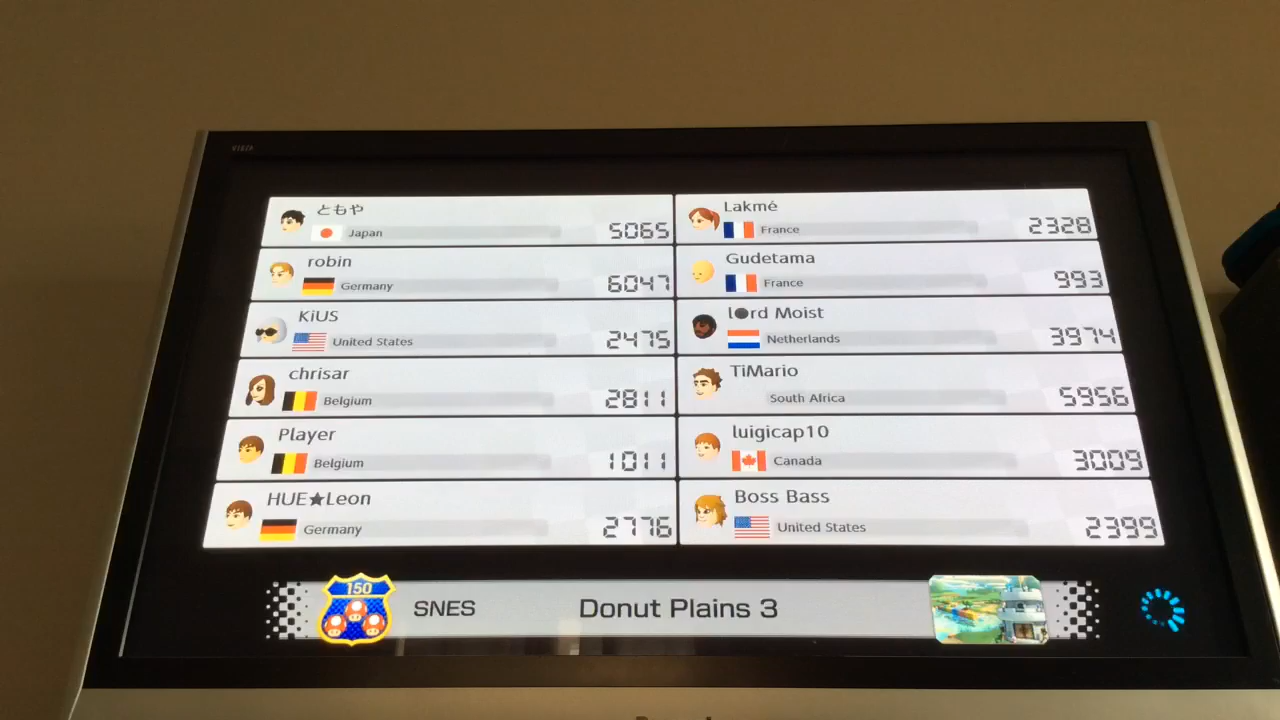 VIERA
ともや
Japan 5065
Lakmé
France 2328
robin
Germany 6047
Gudetama
France 993
KiUS
United States 2475
l●rd Moist
Netherlands 3974
chrisar
Belgium 2811
TiMario
South Africa 5956
Player
Belgium 1011
luigicap10
Canada 3009
HUE★Leon
Germany 2776
Boss Bass
United States 2399
150 SNES Donut Plains 3